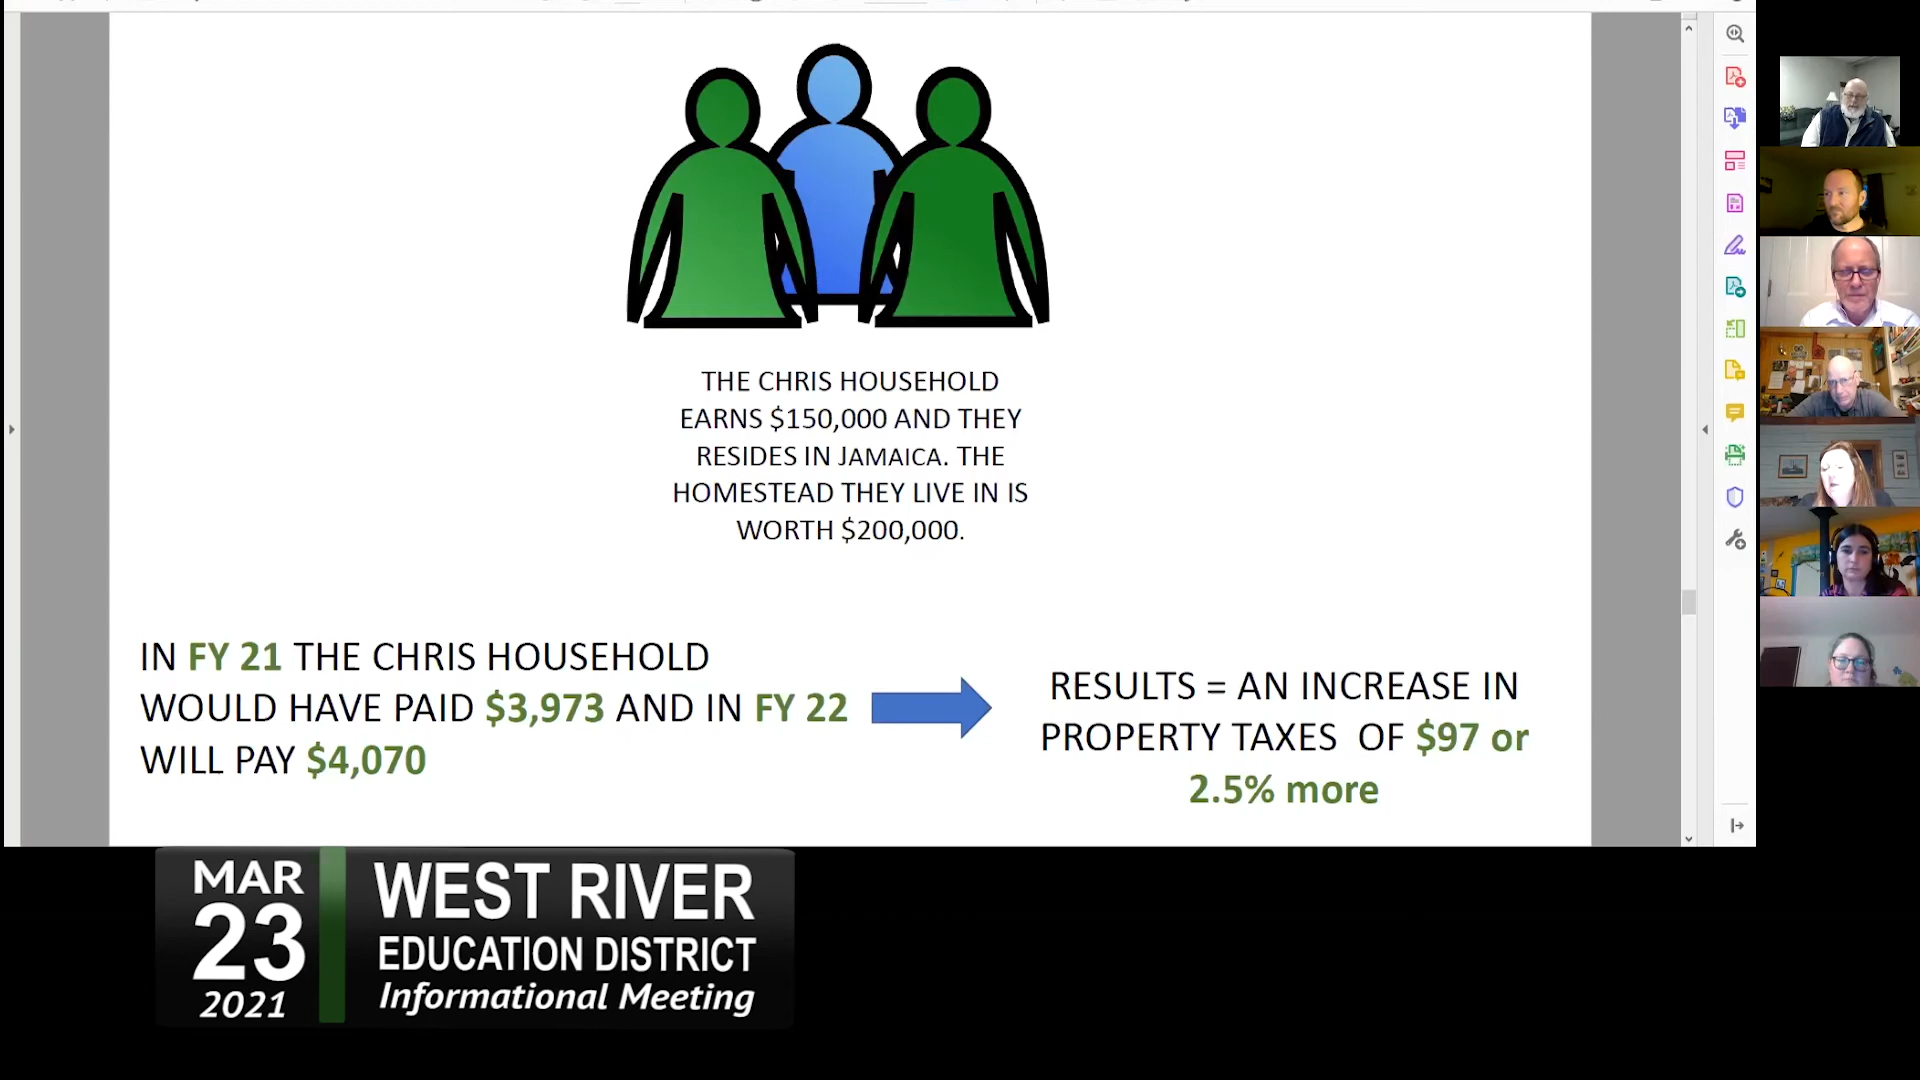 THE CHRIS HOUSEHOLD
EARNS $150,000 AND THEY
RESIDES IN JAMAICA. THE
HOMESTEAD THEY LIVE IN IS
WORTH $200,000.
IN FY 21 THE CHRIS HOUSEHOLD
WOULD HAVE PAID $3,973 AND IN FY 22
WILL PAY $4,070
RESULTS = AN INCREASE IN
PROPERTY TAXES OF $97 or
2.5% more
MAR
23
2021
WEST RIVER
EDUCATION DISTRICT
Informational Meeting